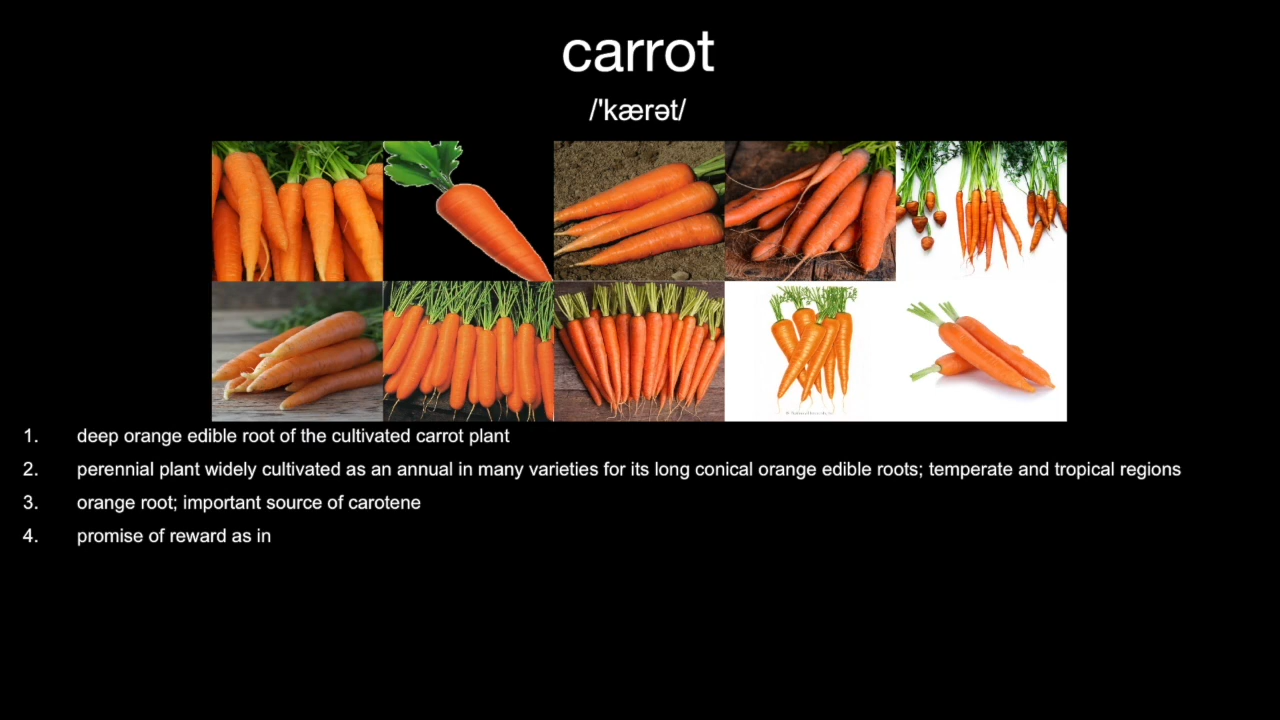 carrot
/'kærət/
1. deep orange edible root of the cultivated carrot plant
2. perennial plant widely cultivated as an annual in many varieties for its long conical orange edible roots; temperate and tropical regions
3. orange root; important source of carotene
4. promise of reward as in